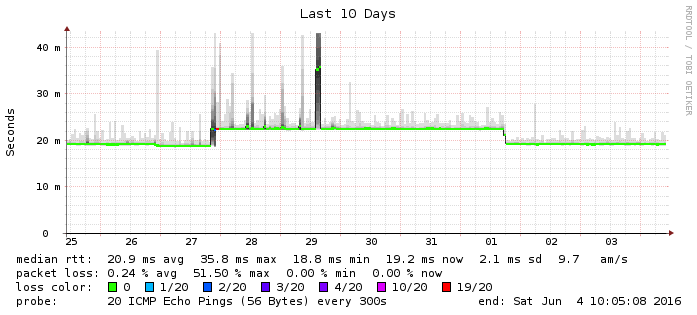 Last 10 Days
RRDTOOL / TOBI OETIKER
Seconds
40 m
30 m
20 m
10 m
0
25 26 27 28 29 30 31 01 02 03
median rtt: 20.9 ms avg 35.8 ms max 18.8 ms min 19.2 ms now 2.1 ms sd 9.7 am/s
packet loss: 0.24 % avg 51.50 % max 0.00 % min 0.00 % now
loss color: 0 1/20 2/20 3/20 4/20 10/20 19/20
probe: 20 ICMP Echo Pings (56 Bytes) every 300s end: Sat Jun 4 10:05:08 2016